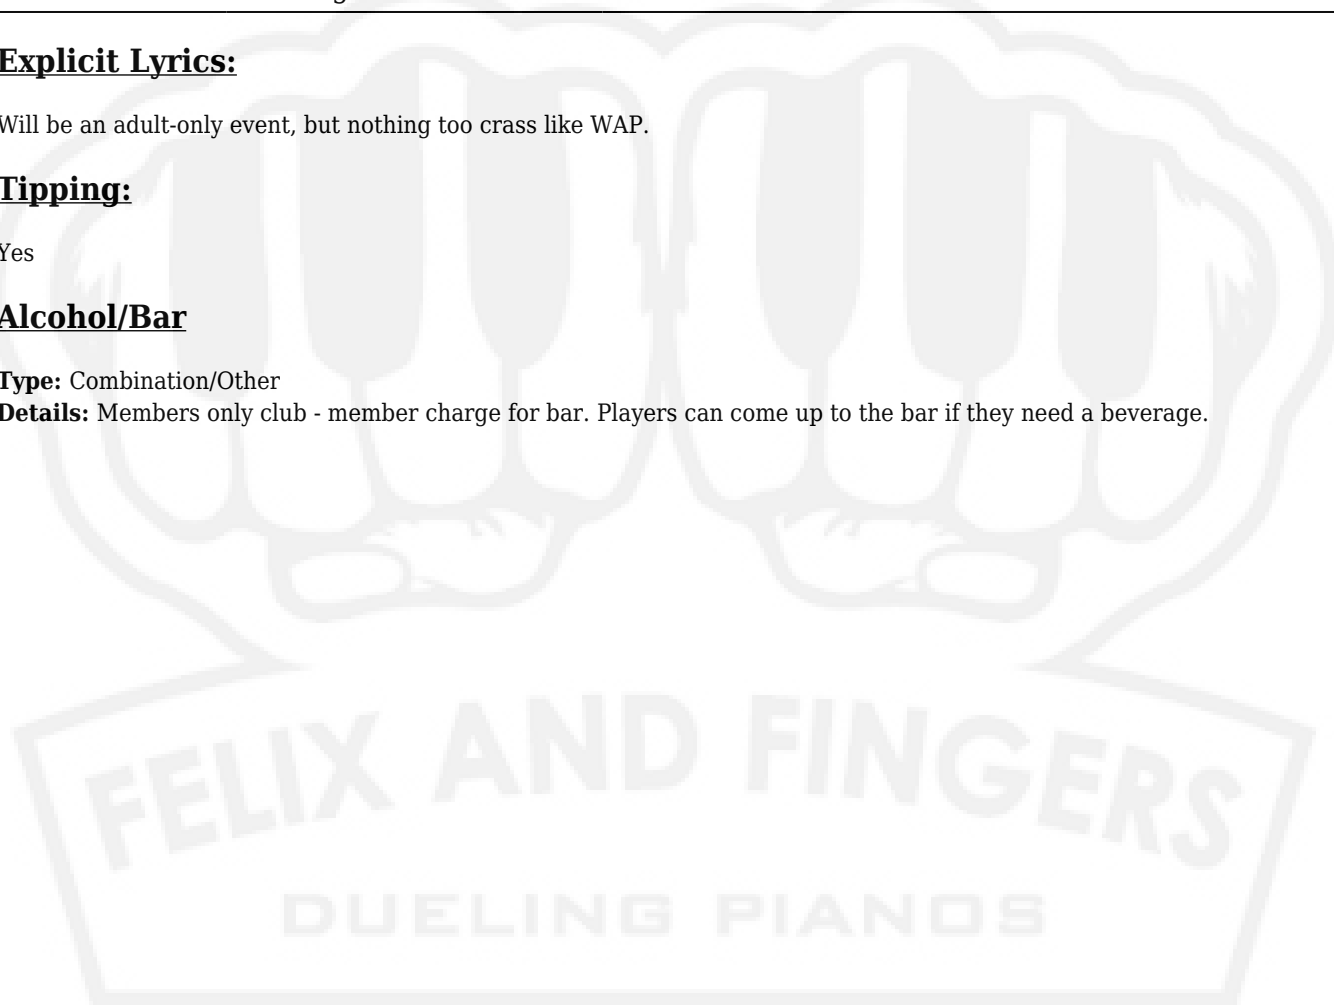 Explicit Lyrics:
Will be an adult-only event, but nothing too crass like WAP.
Tipping:
Yes
Alcohol/Bar
Type: Combination/Other
Details: Members only club - member charge for bar. Players can come up to the bar if they need a beverage.
FELIX AND FINGERS
DUELING PIANOS